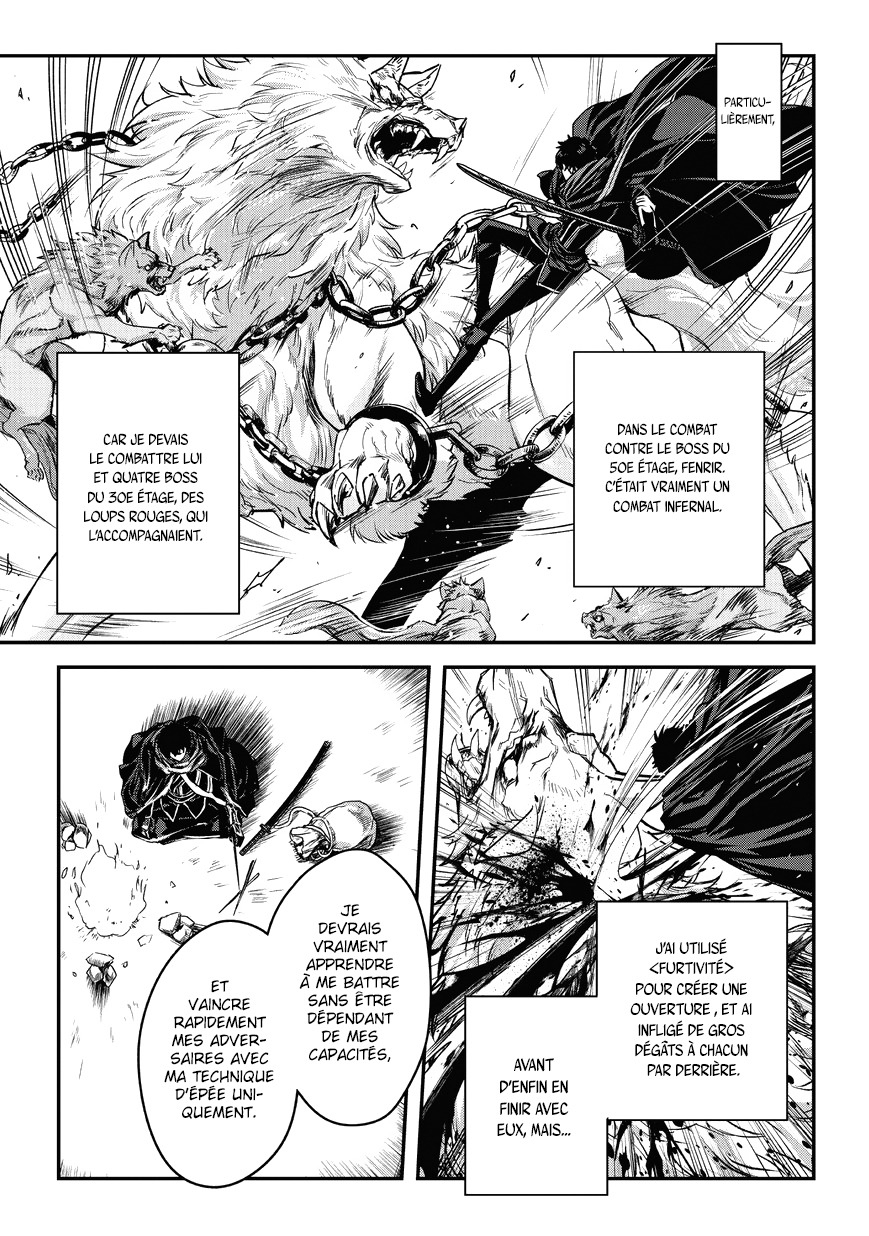 PARTICU-
LIÈREMENT,
DANS LE COMBAT
CONTRE LE BOSS DU
50E ÉTAGE, FENRIR.
C'ÉTAIT VRAIMENT UN
COMBAT INFERNAL.
CAR JE DEVAIS
LE COMBATTRE LUI
ET QUATRE BOSS
DU 30E ÉTAGE, DES
LOUPS ROUGES, QUI
L'ACCOMPAGNAIENT.
J'AI UTILISÉ
<FURTIVITÉ>
POUR CRÉER UNE
OUVERTURE , ET AI
INFLIGÉ DE GROS
DÉGÂTS À CHACUN
PAR DERRIÈRE.
AVANT
D'ENFIN EN
FINIR AVEC
EUX, MAIS...
JE
DEVRAIS
VRAIMENT
APPRENDRE
À ME BATTRE
SANS ÊTRE
DÉPENDANT
DE MES
CAPACITÉS,
ET
VAINCRE
RAPIDEMENT
MES ADVER-
SAIRES AVEC
MA TECHNIQUE
D'ÉPÉE UNI-
QUEMENT.